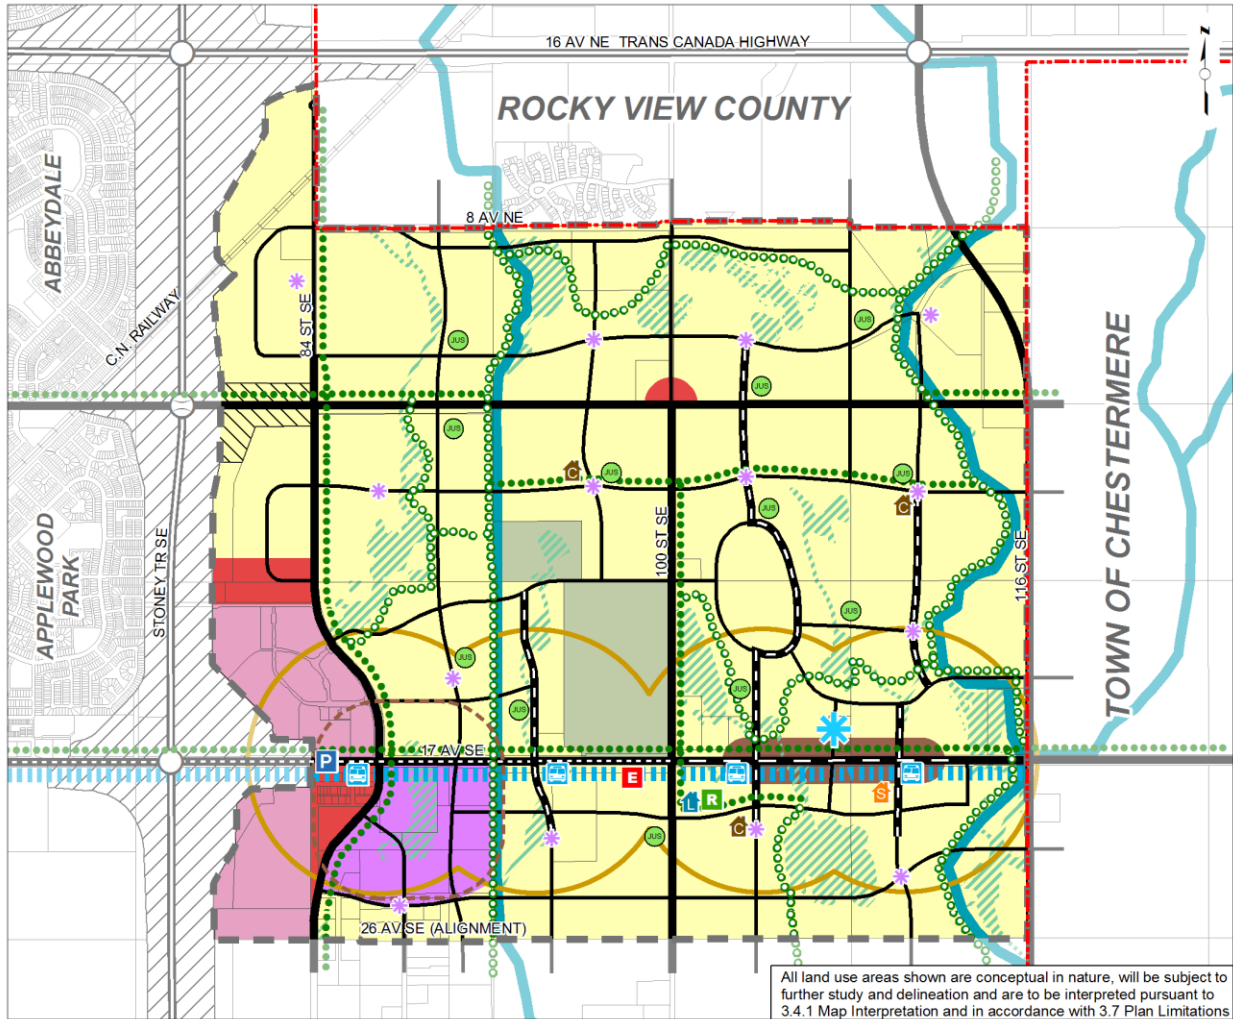 16 AV NE TRANS CANADA HIGHWAY
N
ROCKY VIEW COUNTY
ABBEYDALE
8 AV NE
C.N. RAILWAY
84 ST SE
JUS
JUS
JUS
TOWN OF CHESTERMERE
JUS
C
JUS
JUS
C
JUS
100 ST SE
116 ST SE
APPLEWOOD
PARK
STONEY TR SE
JUS
JUS
JUS
JUS
17 AV SE
P
E
L
R
S
C
JUS
26 AV SE (ALIGNMENT)
All land use areas shown are conceptual in nature, will be subject to
further study and delineation and are to be interpreted pursuant to
3.4.1 Map Interpretation and in accordance with 3.7 Plan Limitations